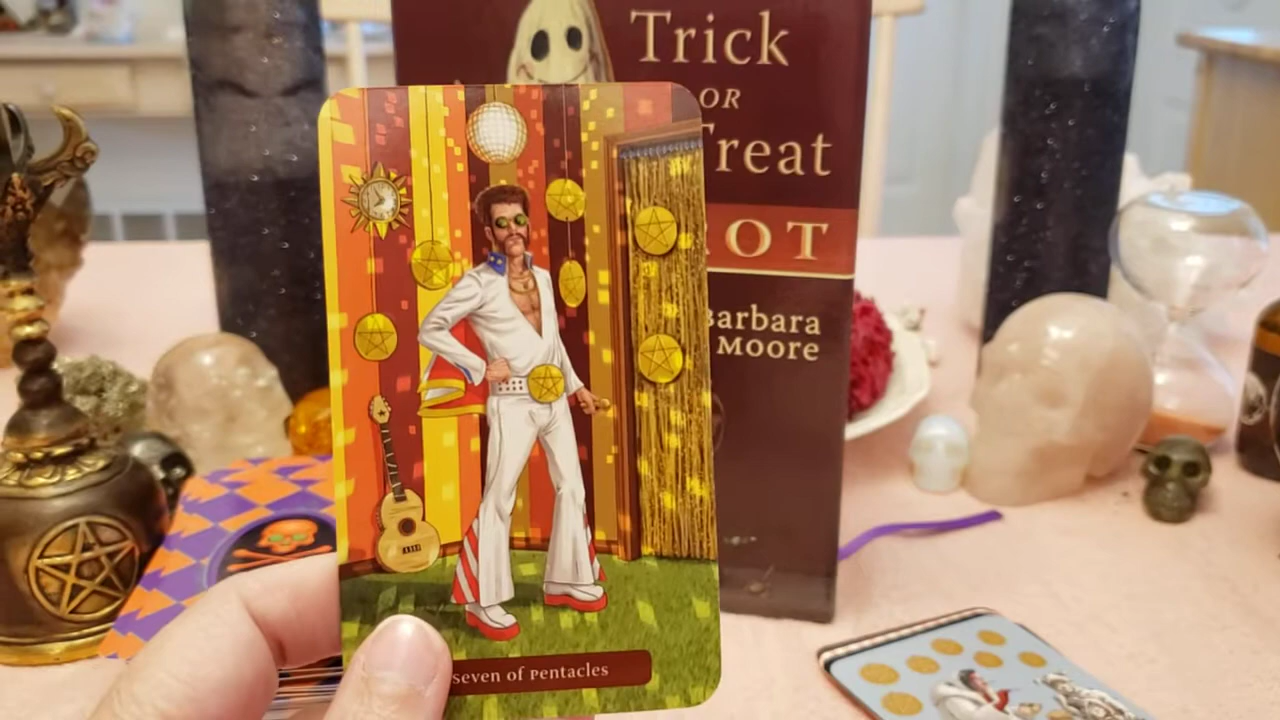 Trick
OR
Treat
OT
Barbara
Moore
seven of Pentacles